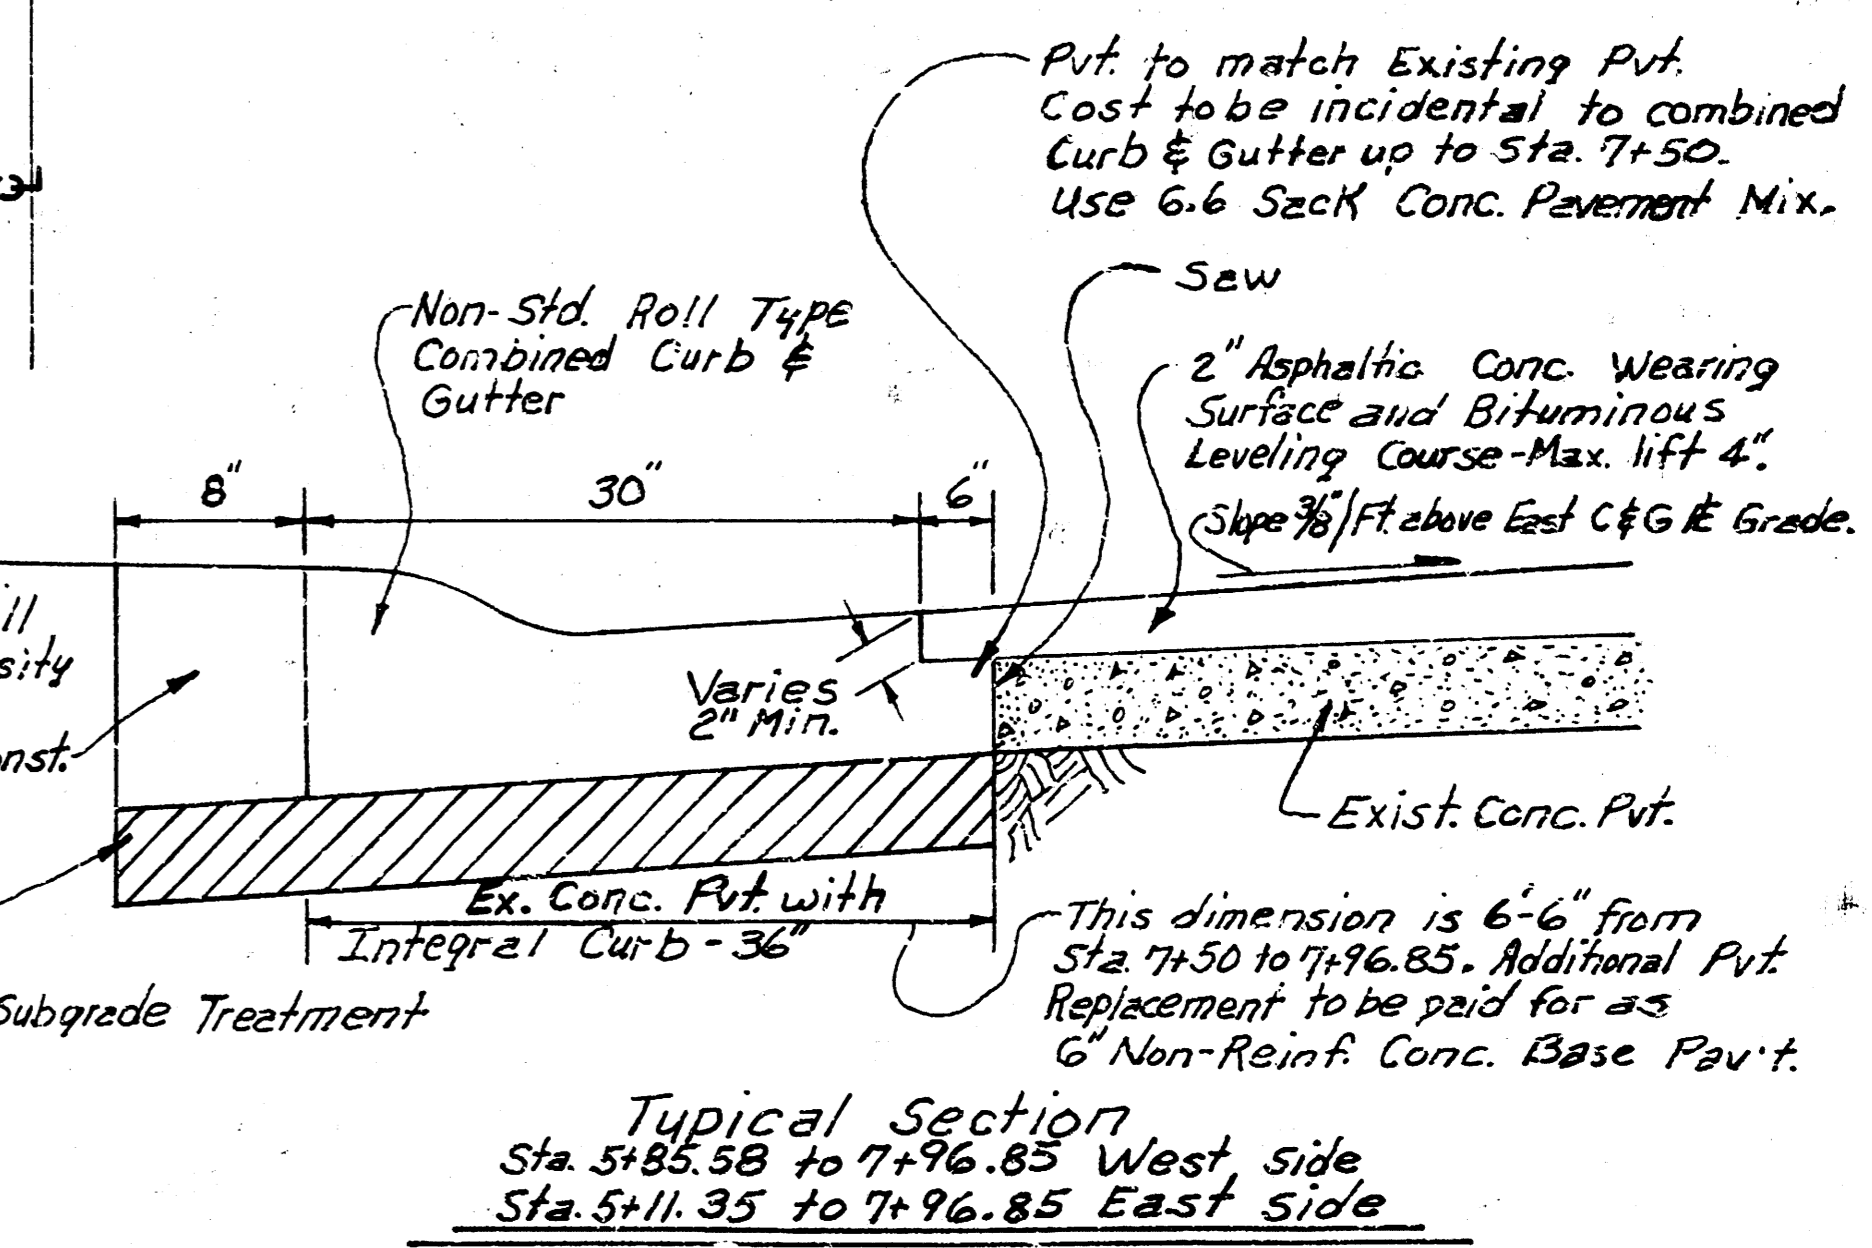 Pvt. to match Existing Pvt.
Cost to be incidental to combined
Curb & Gutter up to Sta. 7+50.
Use 6.6 Sack Conc. Pavement Mix.
Saw
Non-Std. Roll Type
Combined Curb &
Gutter
2" Asphaltic Conc. Wearing
Surface and Bituminous
Leveling Course-Max. lift 4".
Slope 3/8"/Ft. above East C&G Grade.
8"
30"
6"
Varies
2" Min.
Exist. Conc. Pvt.
Ex. Conc. Pvt. with
Integral Curb - 36"
This dimension is 6'-6" from
Sta. 7+50 to 7+96.85. Additional Pvt.
Replacement to be paid for as
6" Non-Reinf. Conc. Base Pav't.
Subgrade Treatment
Typical Section
Sta. 5+85.58 to 7+96.85 West side
Sta. 5+11.35 to 7+96.85 East side